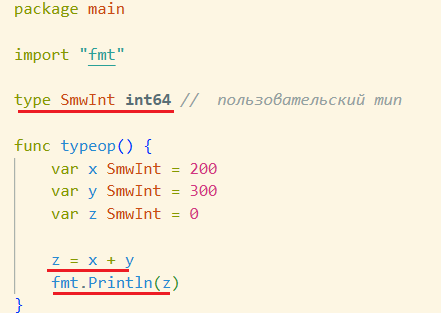 package main
import "fmt"
type SmwInt int64 // пользовательский тип
func typeop() {
var x SmwInt = 200
var y SmwInt = 300
var z SmwInt = 0
z = x + y
fmt.Println(z)
}